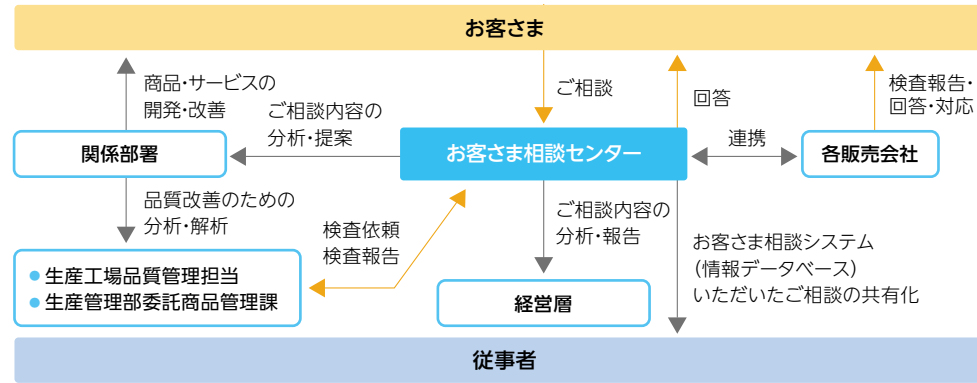 お客さま
商品・サービスの
開発・改善
ご相談内容の
分析・提案
ご相談
回答
検査報告・
回答・対応
関係部署
お客さま相談センター
連携
各販売会社
品質改善のための
分析・解析
検査依頼
検査報告
ご相談内容の
分析・報告
お客さま相談システム
（情報データベース）
いただいたご相談の共有化
●生産工場品質管理担当
●生産管理部委託商品管理課
経営層
従事者